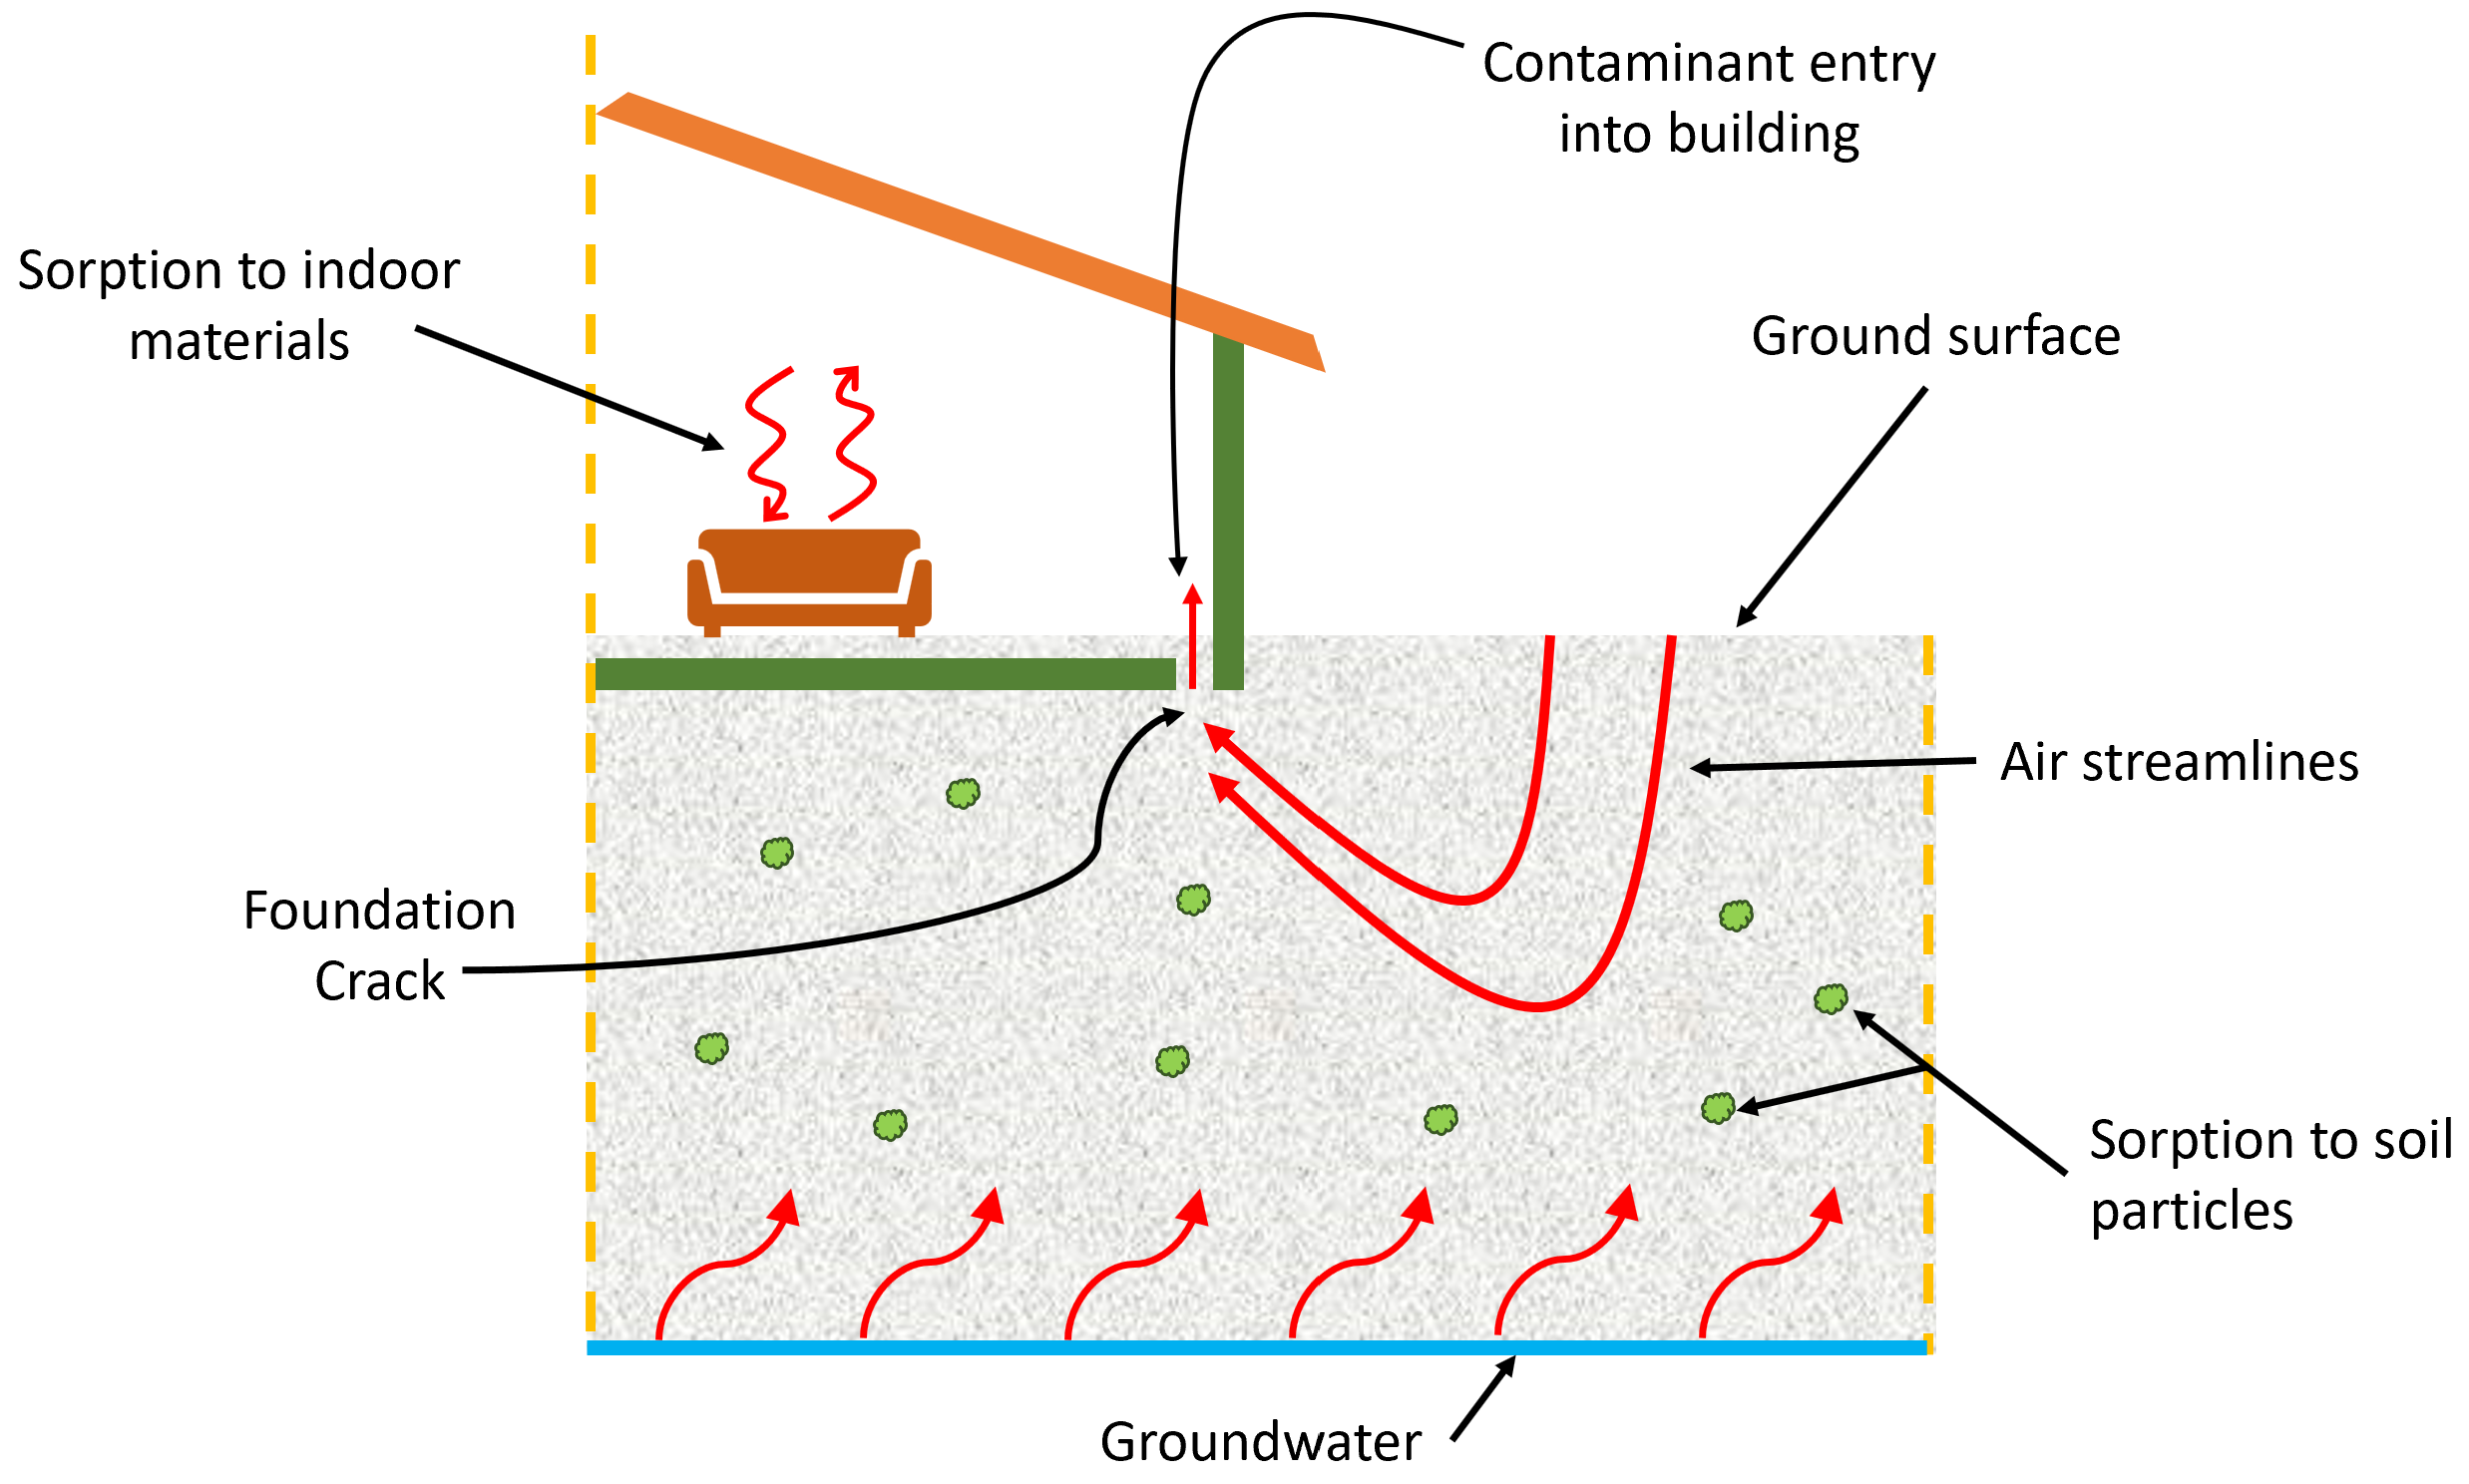 Contaminant entry
into building
Sorption to indoor
materials
Ground surface
Air streamlines
Foundation
Crack
Sorption to soil
particles
Groundwater